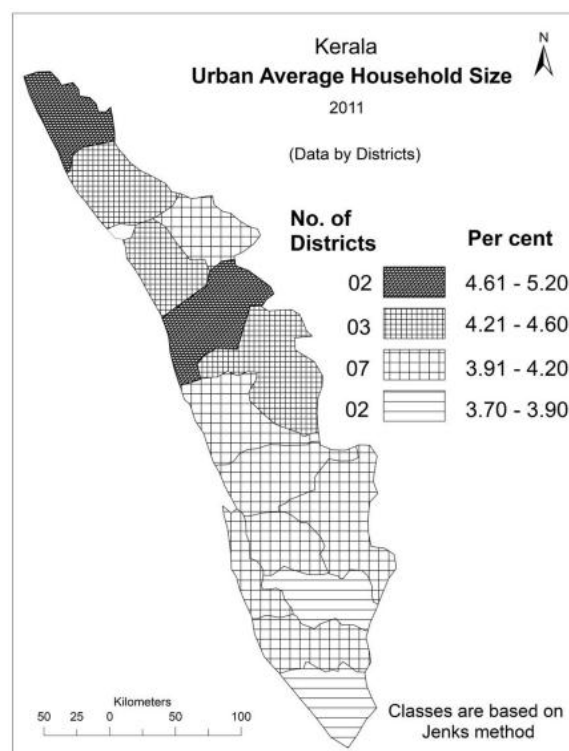 Kerala
N
Urban Average Household Size
2011
(Data by Districts)
No. of
Districts
Per cent
02 4.61 - 5.20
03 4.21 - 4.60
07 3.91 - 4.20
02 3.70 - 3.90
Kilometers
50 25 0 50 100
Classes are based on
Jenks method